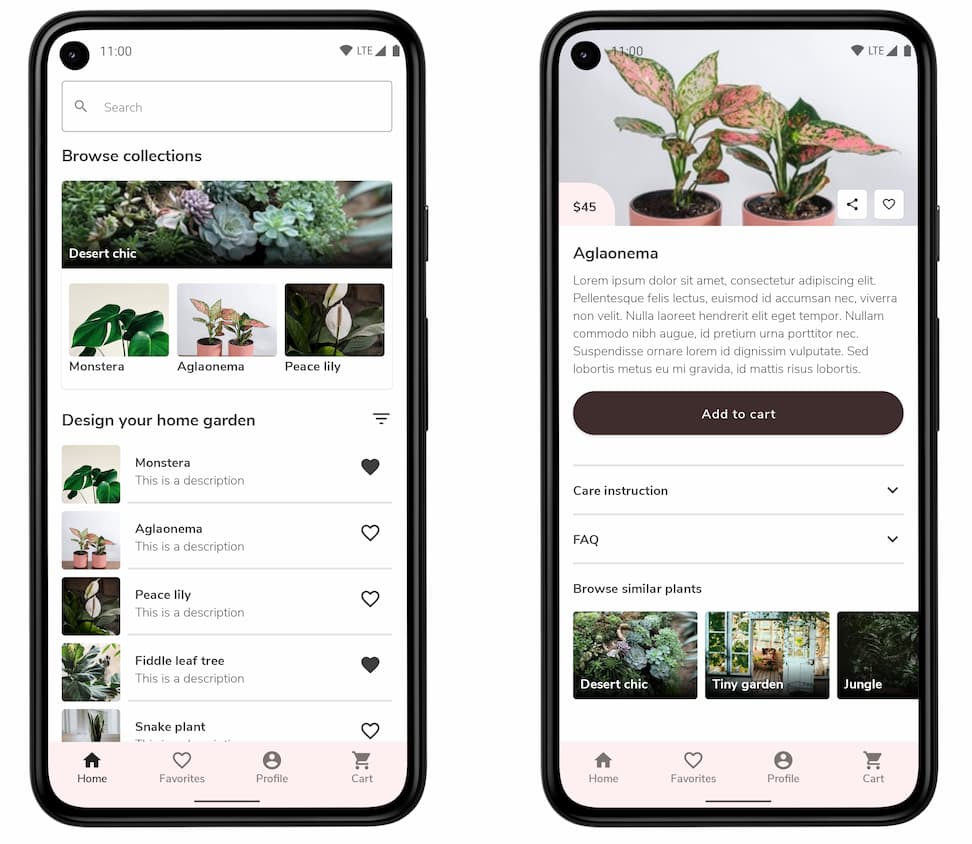 11:00
LTE
Search
Browse collections
Desert chic
Monstera
Aglaonema
Peace lily
Design your home garden
Monstera
This is a description
Aglaonema
This is a description
Peace lily
This is a description
Fiddle leaf tree
This is a description
Snake plant
This is a description
Home
Favorites
Profile
Cart
11:00
LTE
$45
Aglaonema
Lorem ipsum dolor sit amet, consectetur adipiscing elit.
Pellentesque felis lectus, euismod id accumsan nec, viverra
non velit. Nulla laoreet hendrerit elit eget tempor. Nullam
commodo nibh augue, id pretium urna porttitor nec.
Suspendisse ornare lorem id dignissim vulputate. Sed
lobortis metus eu mi gravida, id mattis risus lobortis.
Add to cart
Care instruction
FAQ
Browse similar plants
Desert chic
Tiny garden
Jungle
Home
Favorites
Profile
Cart